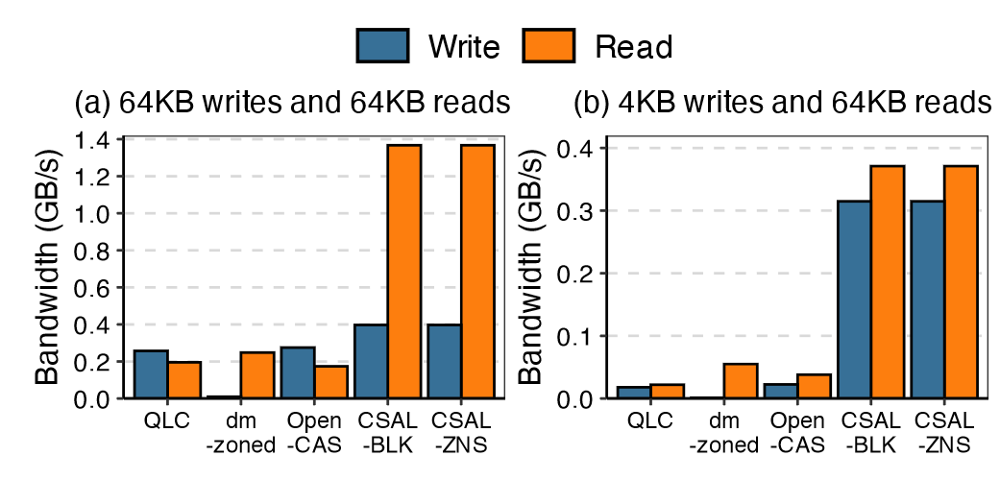 Write Read
(a) 64KB writes and 64KB reads
Bandwidth (GB/s)
1.4
1.2
1.0
0.8
0.6
0.4
0.2
0.0
QLC dm Open CSAL CSAL
-zoned -CAS -BLK -ZNS
(b) 4KB writes and 64KB reads
Bandwidth (GB/s)
0.4
0.3
0.2
0.1
0.0
QLC dm Open CSAL CSAL
-zoned -CAS -BLK -ZNS